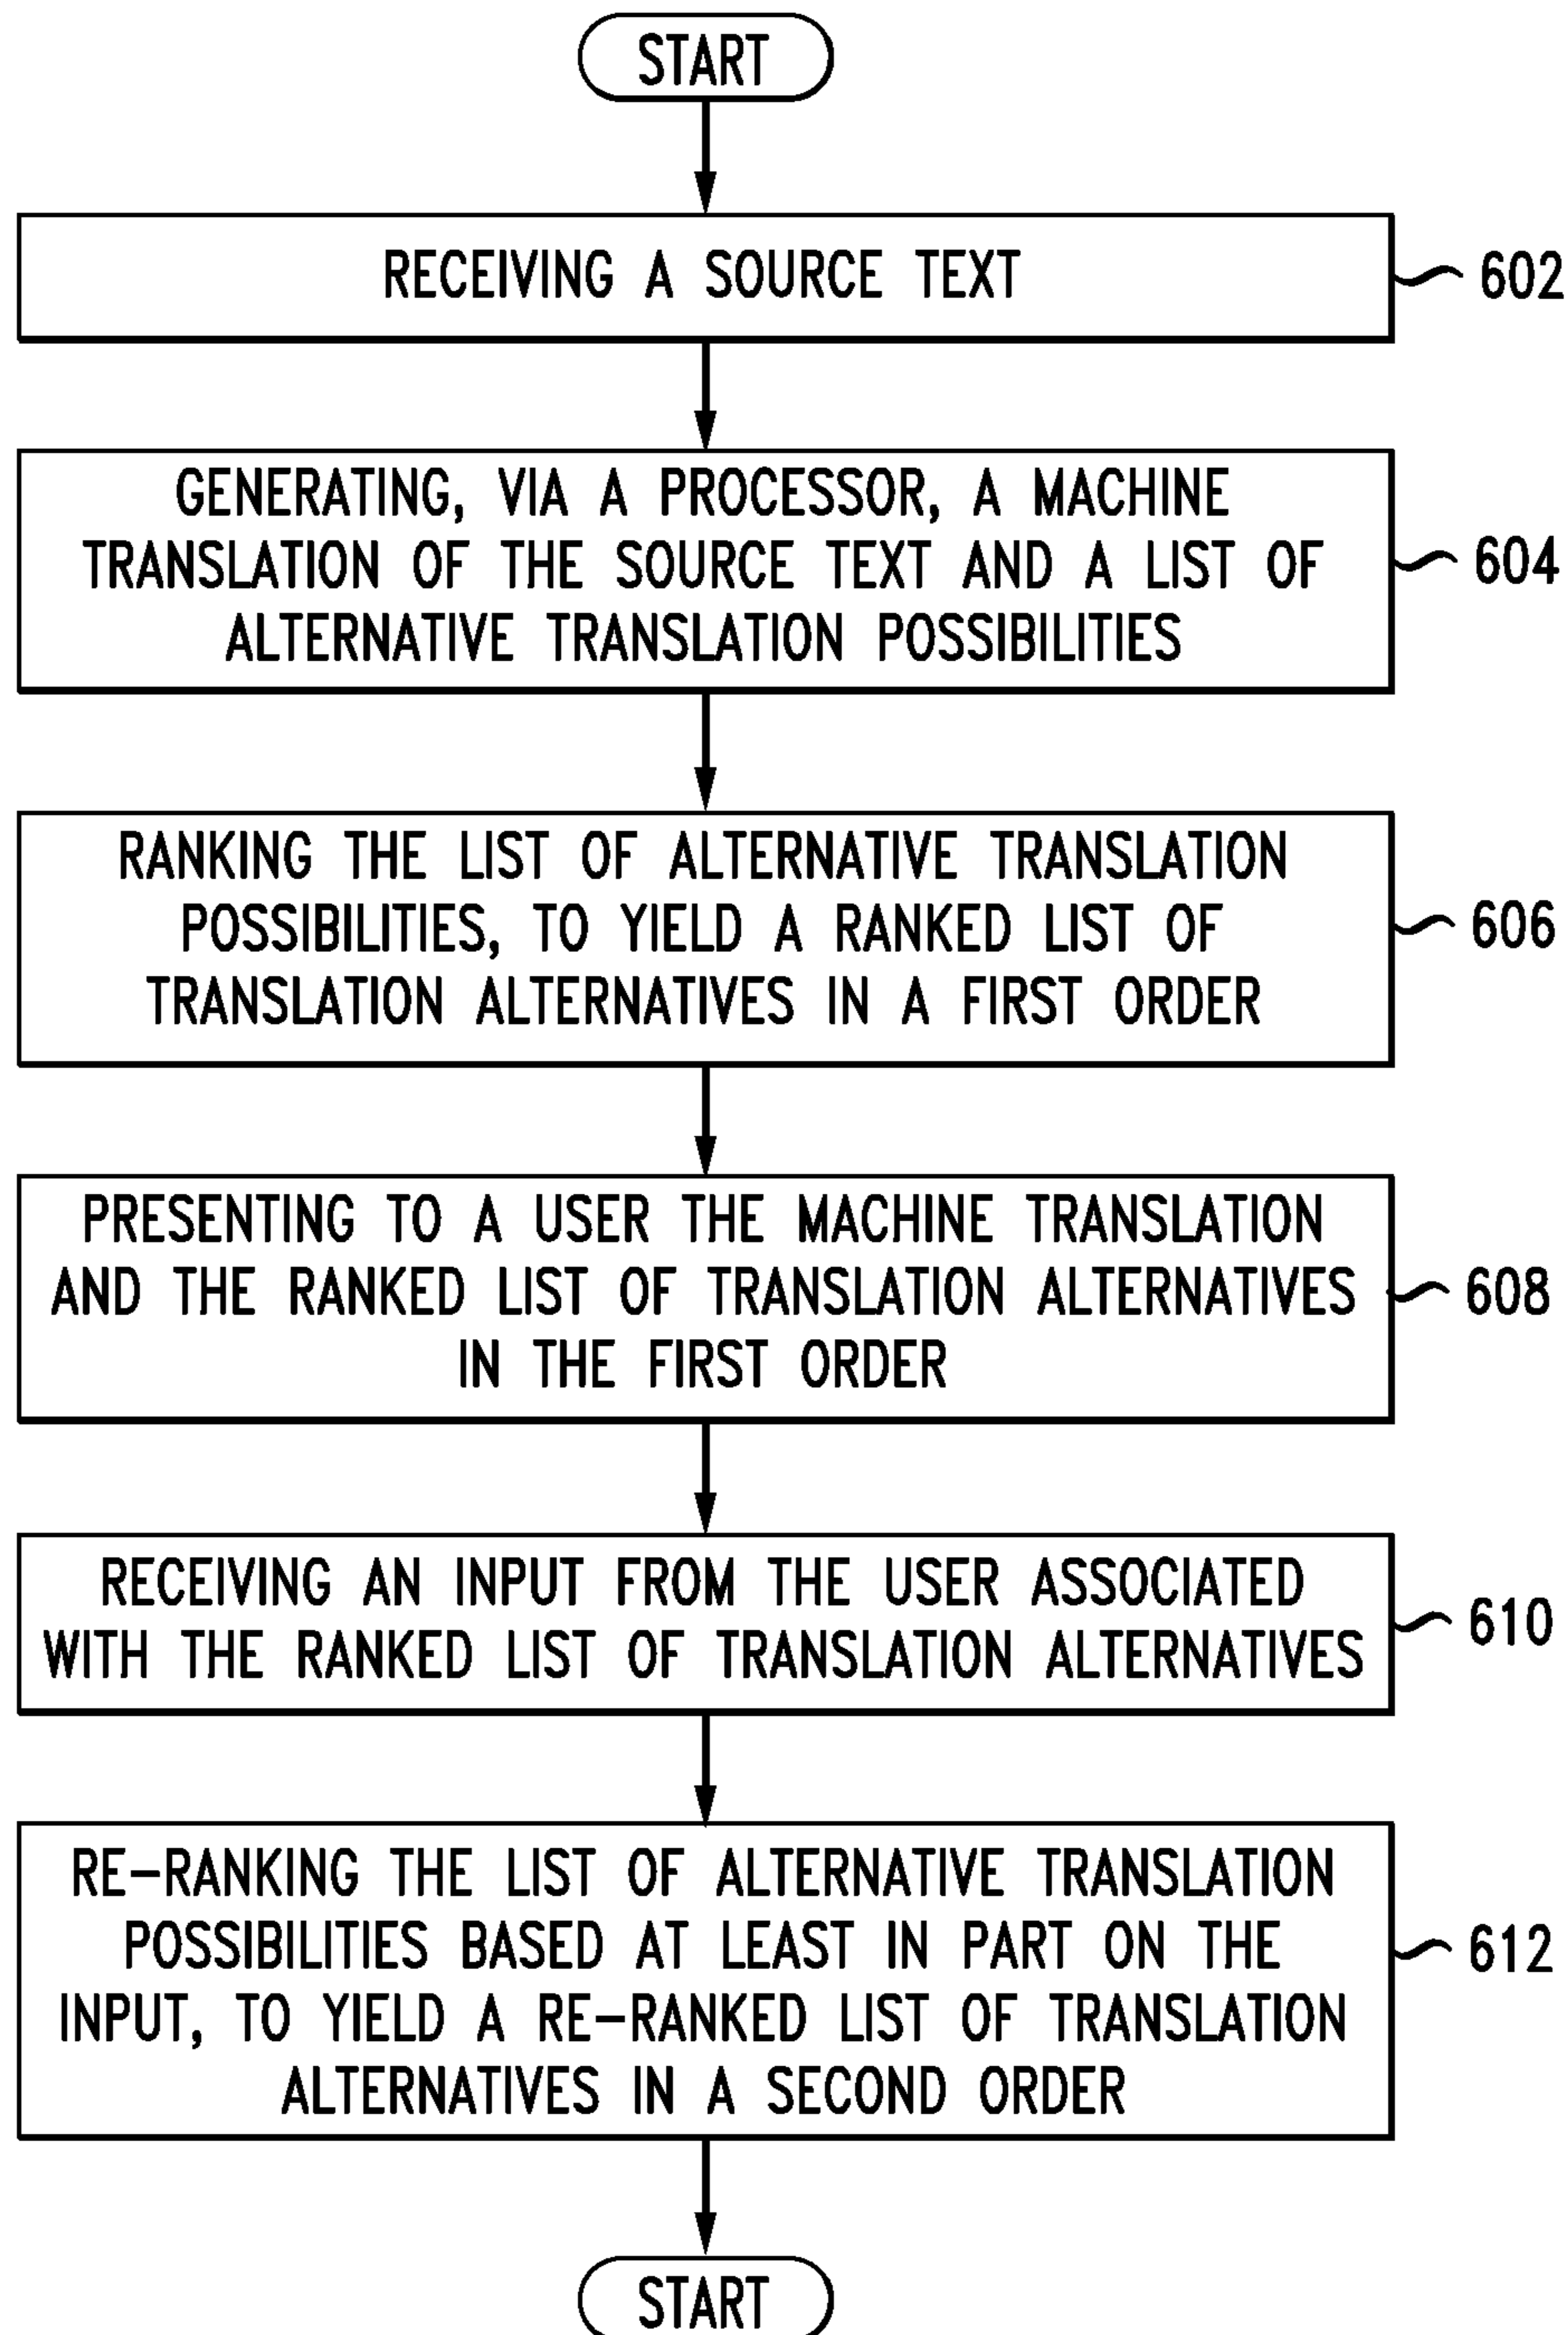 START
RECEIVING A SOURCE TEXT
602
GENERATING, VIA A PROCESSOR, A MACHINE
TRANSLATION OF THE SOURCE TEXT AND A LIST OF
ALTERNATIVE TRANSLATION POSSIBILITIES
604
RANKING THE LIST OF ALTERNATIVE TRANSLATION
POSSIBILITIES, TO YIELD A RANKED LIST OF
TRANSLATION ALTERNATIVES IN A FIRST ORDER
606
PRESENTING TO A USER THE MACHINE TRANSLATION
AND THE RANKED LIST OF TRANSLATION ALTERNATIVES
IN THE FIRST ORDER
608
RECEIVING AN INPUT FROM THE USER ASSOCIATED
WITH THE RANKED LIST OF TRANSLATION ALTERNATIVES
610
RE-RANKING THE LIST OF ALTERNATIVE TRANSLATION
POSSIBILITIES BASED AT LEAST IN PART ON THE
INPUT, TO YIELD A RE-RANKED LIST OF TRANSLATION
ALTERNATIVES IN A SECOND ORDER
612
START